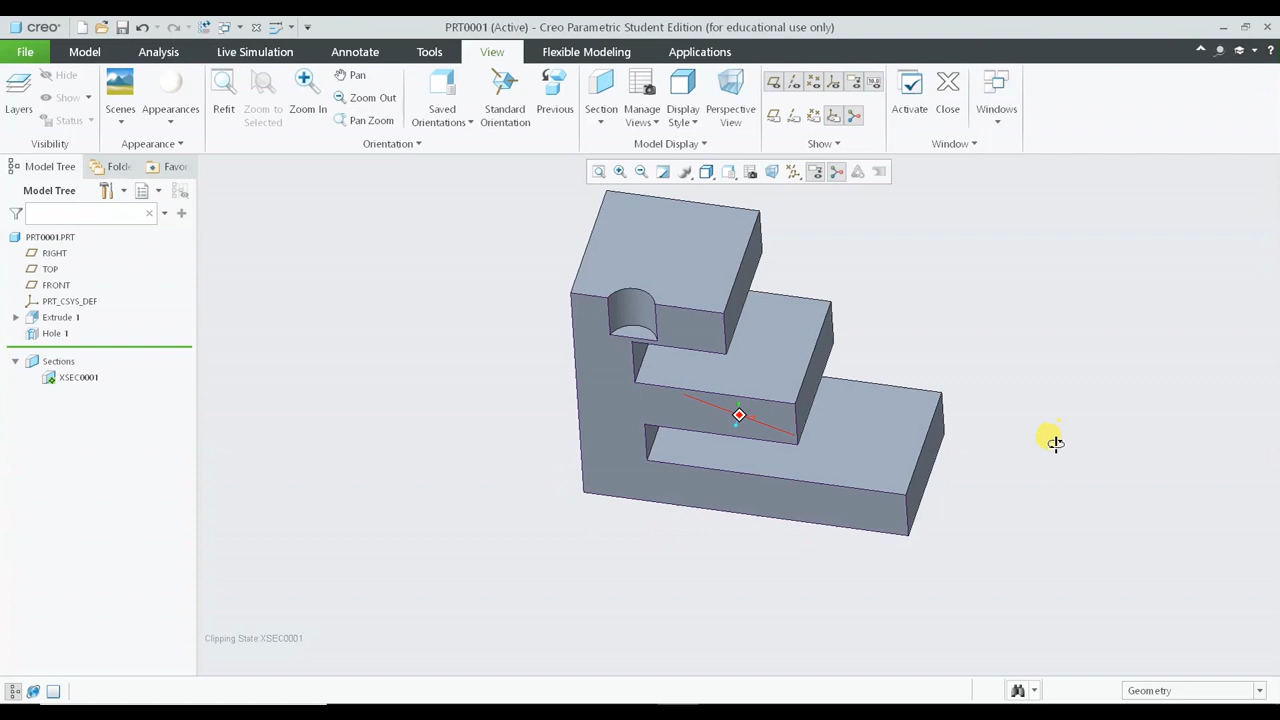 creo
PRT0001 (Active) - Creo Parametric Student Edition (for educational use only)
File Model Analysis Live Simulation Annotate Tools View Flexible Modeling Applications
Layers
Hide
Show
Status
Visibility
Scenes
Appearances
Appearance
Refit
Zoom to Selected
Zoom In
Pan
Zoom Out
Pan Zoom
Saved Orientations
Standard Orientation
Previous
Orientation
Section
Manage Views
Display Style
Perspective View
Model Display
Show
Activate
Close
Windows
Window
Model Tree Fold Favor
Model Tree
PRT0001.PRT
RIGHT
TOP
FRONT
PRT_CSYS_DEF
Extrude 1
Hole 1
Sections
XSEC0001
Clipping State:XSEC0001
Geometry